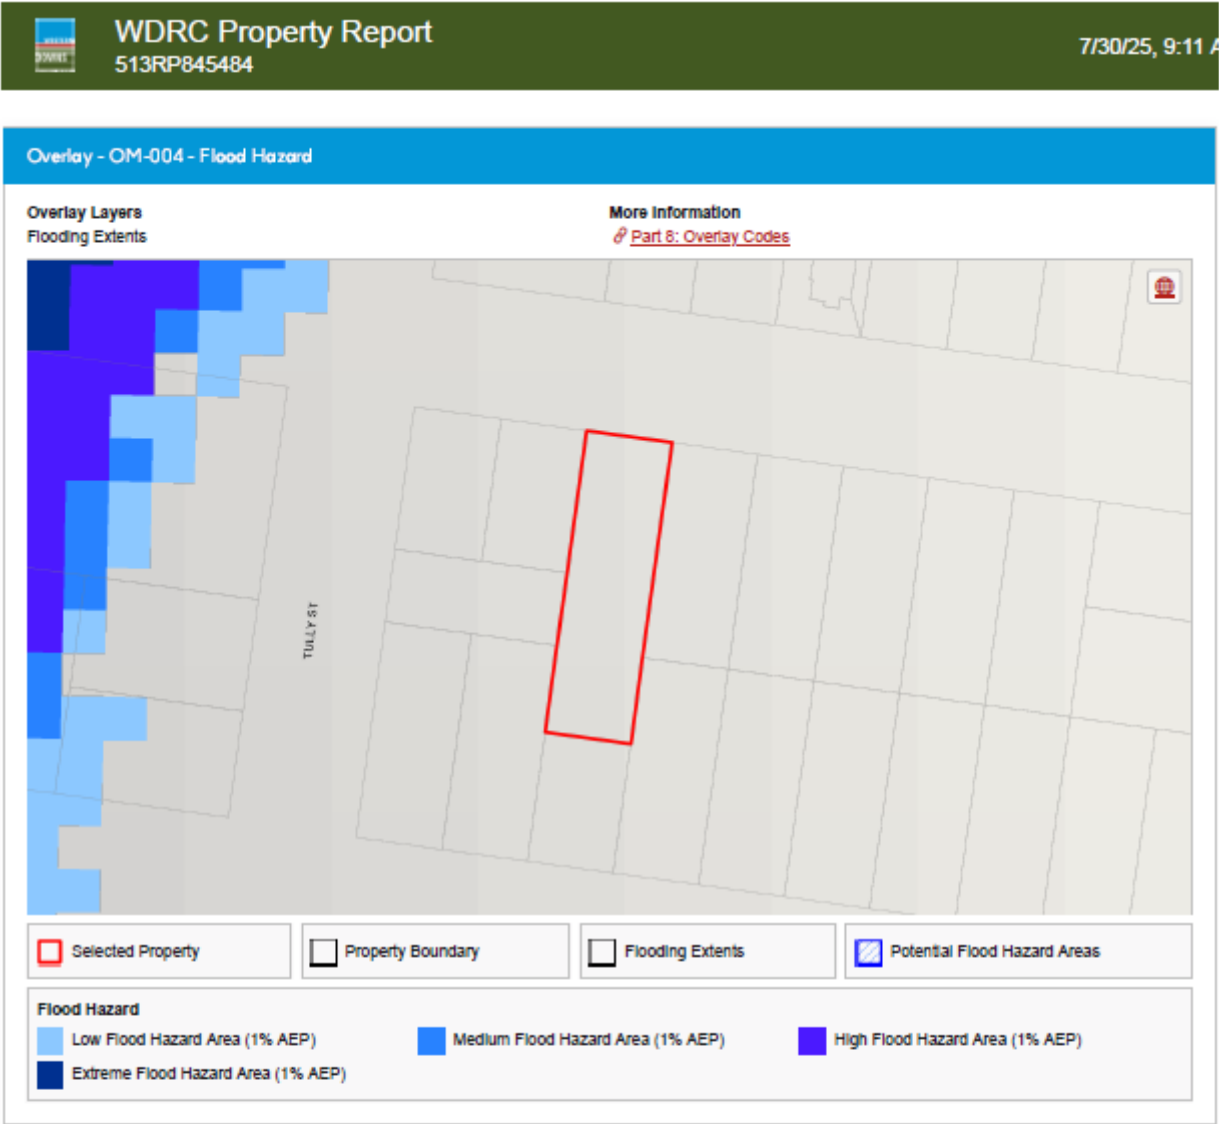 WDRC Property Report
513RP845484
7/30/25, 9:11 A
DOWNS
Overlay - OM-004 - Flood Hazard
Overlay Layers
More Information
Flooding Extents
Part 8: Overlay Codes
TULLY ST
Selected Property
Property Boundary
Flooding Extents
Potential Flood Hazard Areas
Flood Hazard
Low Flood Hazard Area (1% AEP)
Medium Flood Hazard Area (1% AEP)
High Flood Hazard Area (1% AEP)
Extreme Flood Hazard Area (1% AEP)